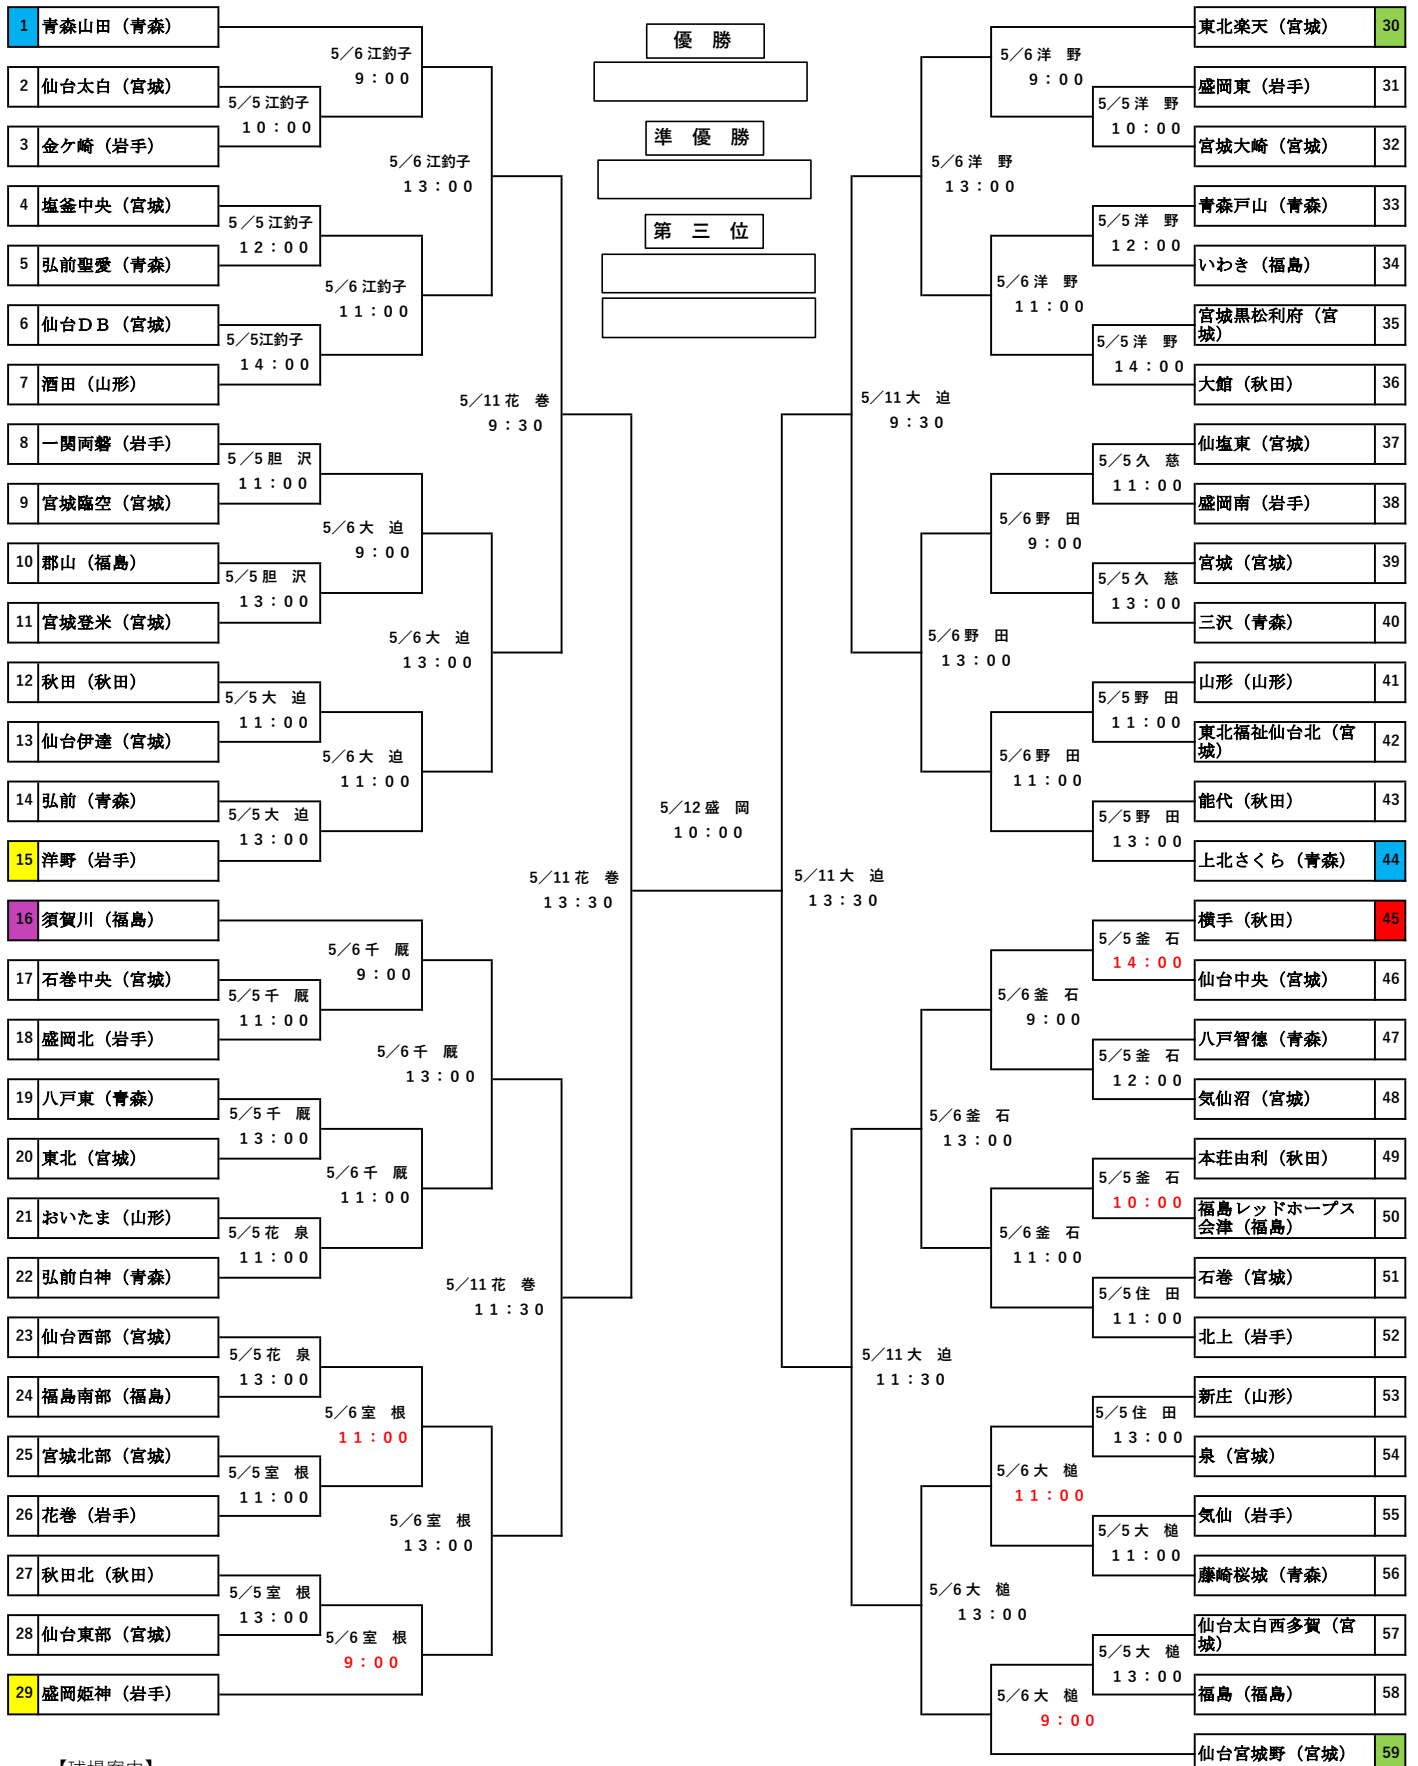 1 青森山田（青森）
2 仙台太白（宮城）
3 金ケ崎（岩手）
4 塩釜中央（宮城）
5 弘前聖愛（青森）
6 仙台ＤＢ（宮城）
7 酒田（山形）
8 一関両磐（岩手）
9 宮城臨空（宮城）
10 郡山（福島）
11 宮城登米（宮城）
12 秋田（秋田）
13 仙台伊達（宮城）
14 弘前（青森）
15 洋野（岩手）
16 須賀川（福島）
17 石巻中央（宮城）
18 盛岡北（岩手）
19 八戸東（青森）
20 東北（宮城）
21 おいたま（山形）
22 弘前白神（青森）
23 仙台西部（宮城）
24 福島南部（福島）
25 宮城北部（宮城）
26 花巻（岩手）
27 秋田北（秋田）
28 仙台東部（宮城）
29 盛岡姫神（岩手）
5／5 江釣子
10：00
5／5 江釣子
12：00
5／5江釣子
14：00
5／5 胆　沢
11：00
5／5 胆　沢
13：00
5／5 大　迫
11：00
5／5 大　迫
13：00
5／5 千　厩
11：00
5／5 千　厩
13：00
5／5 花　泉
11：00
5／5 花　泉
13：00
5／5 室　根
11：00
5／5 室　根
13：00
5／6 江釣子
9：00
5／6 江釣子
11：00
5／6 大　迫
9：00
5／6 大　迫
11：00
5／6 千　厩
9：00
5／6 千　厩
11：00
5／6 室　根
11：00
5／6 室　根
9：00
5／6 江釣子
13：00
5／6 大　迫
13：00
5／6 千　厩
13：00
5／6 室　根
13：00
5／11 花　巻
9：30
5／11 花　巻
11：30
5／11 花　巻
13：30
優　勝
準　優　勝
第　三　位
5／12 盛　岡
10：00
5／11 大　迫
13：30
5／11 大　迫
9：30
5／11 大　迫
11：30
5／6 洋　野
13：00
5／6 野　田
13：00
5／6 釜　石
13：00
5／6 大　槌
13：00
5／6 洋　野
9：00
5／6 洋　野
11：00
5／6 野　田
9：00
5／6 野　田
11：00
5／6 釜　石
9：00
5／6 釜　石
11：00
5／6 大　槌
11：00
5／6 大　槌
9：00
5／5 洋　野
10：00
5／5 洋　野
12：00
5／5 洋　野
14：00
5／5 久　慈
11：00
5／5 久　慈
13：00
5／5 野　田
11：00
5／5 野　田
13：00
5／5 釜　石
14：00
5／5 釜　石
12：00
5／5 釜　石
10：00
5／5 住　田
11：00
5／5 住　田
13：00
5／5 大　槌
11：00
5／5 大　槌
13：00
東北楽天（宮城） 30
盛岡東（岩手） 31
宮城大崎（宮城） 32
青森戸山（青森） 33
いわき（福島） 34
宮城黒松利府（宮
城） 35
大館（秋田） 36
仙塩東（宮城） 37
盛岡南（岩手） 38
宮城（宮城） 39
三沢（青森） 40
山形（山形） 41
東北福祉仙台北（宮
城） 42
能代（秋田） 43
上北さくら（青森） 44
横手（秋田） 45
仙台中央（宮城） 46
八戸智徳（青森） 47
気仙沼（宮城） 48
本荘由利（秋田） 49
福島レッドホープス
会津（福島） 50
石巻（宮城） 51
北上（岩手） 52
新庄（山形） 53
泉（宮城） 54
気仙（岩手） 55
藤崎桜城（青森） 56
仙台太白西多賀（宮
城） 57
福島（福島） 58
仙台宮城野（宮城） 59